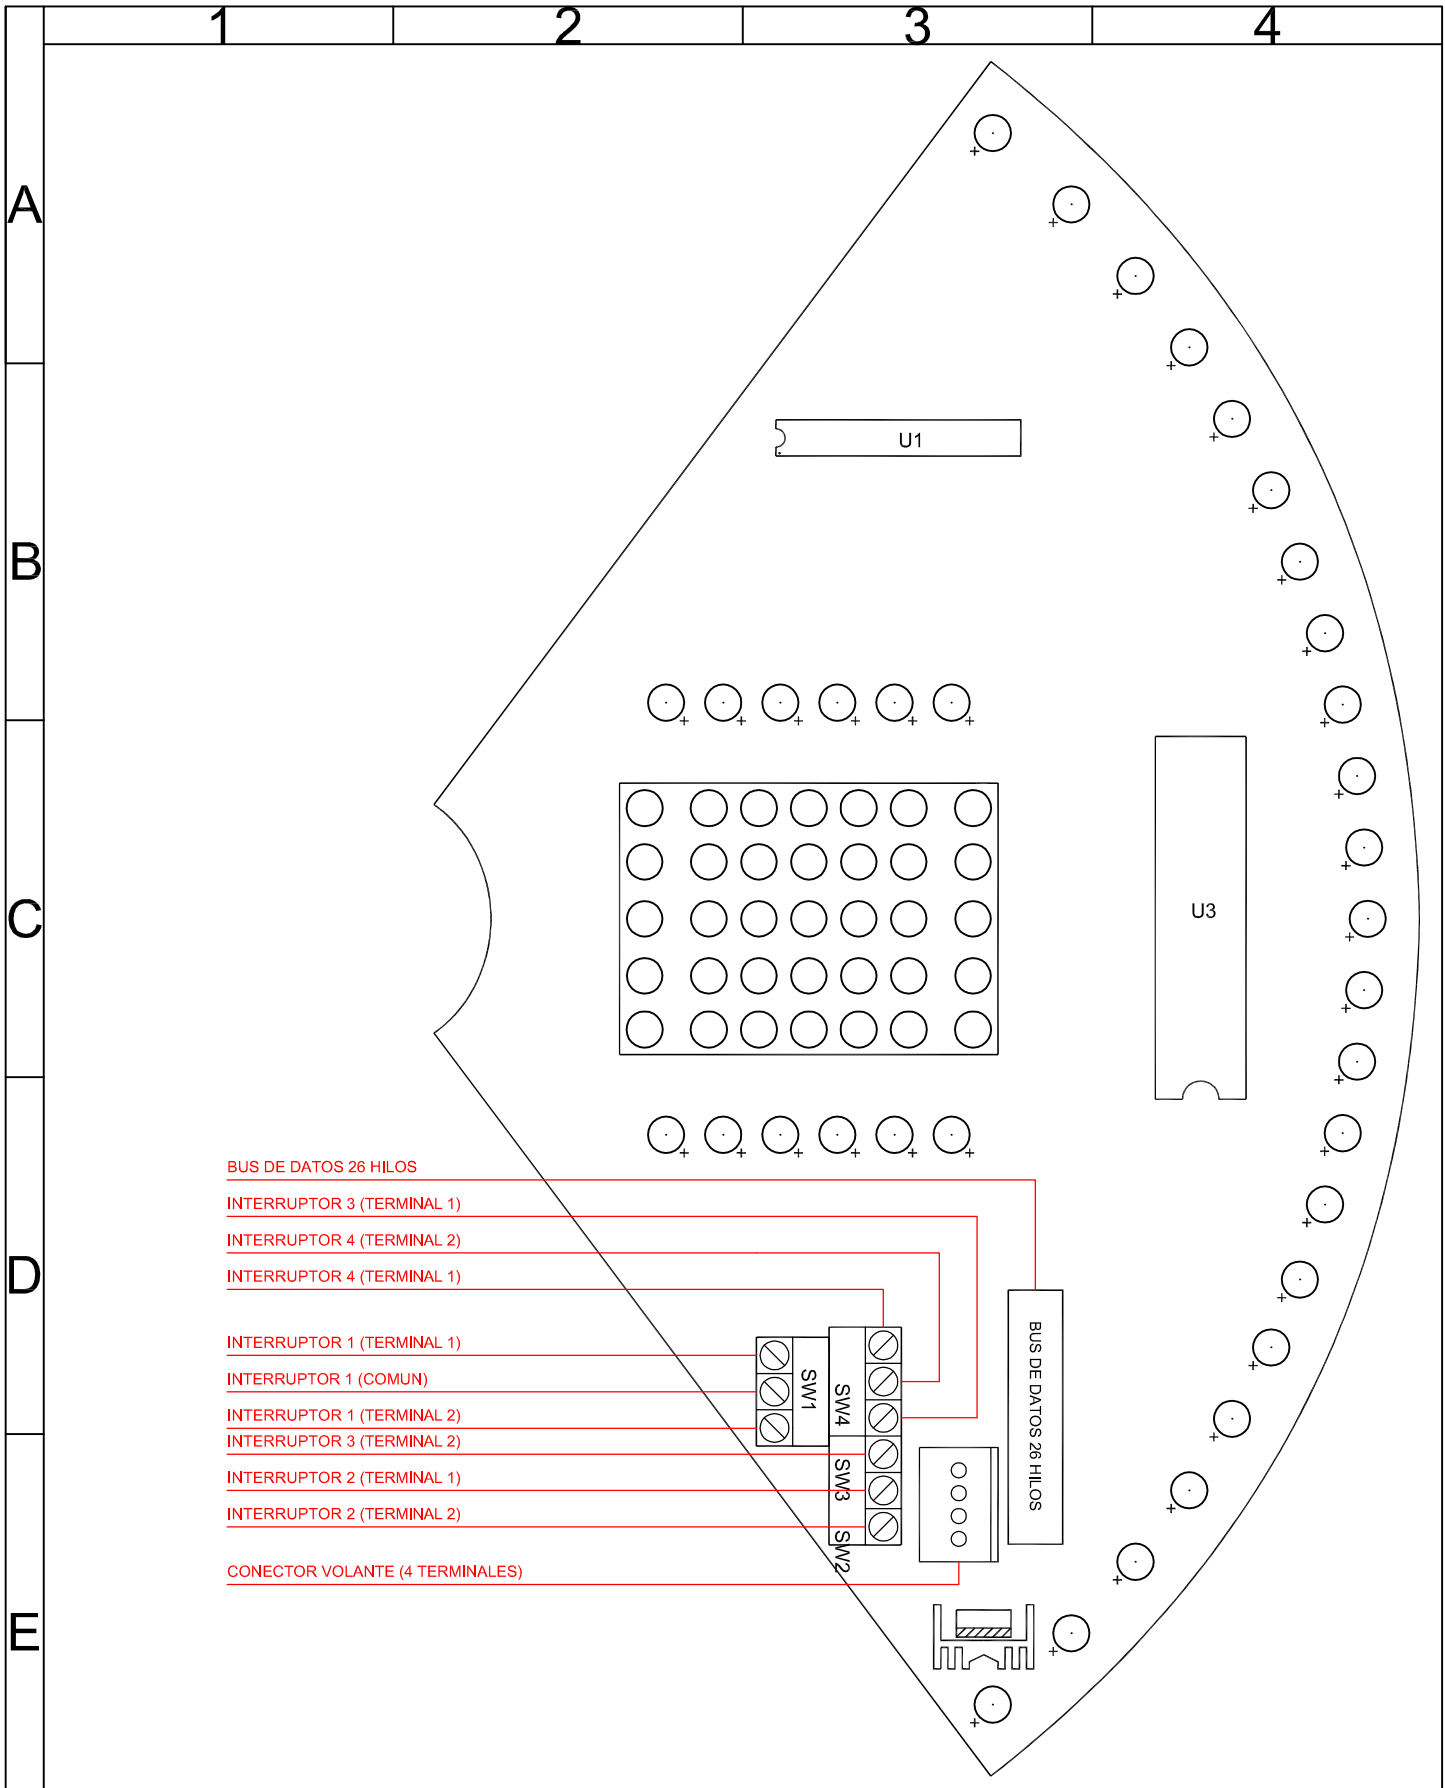 1
2
3
4
A
B
C
D
E
U1
U3
BUS DE DATOS 26 HILOS
INTERRUPTOR 3 (TERMINAL 1)
INTERRUPTOR 4 (TERMINAL 2)
INTERRUPTOR 4 (TERMINAL 1)
INTERRUPTOR 1 (TERMINAL 1)
INTERRUPTOR 1 (COMUN)
INTERRUPTOR 1 (TERMINAL 2)
INTERRUPTOR 3 (TERMINAL 2)
INTERRUPTOR 2 (TERMINAL 1)
INTERRUPTOR 2 (TERMINAL 2)
CONECTOR VOLANTE (4 TERMINALES)
SW1
SW4
SW3
SW2
BUS DE DATOS 26 HILOS